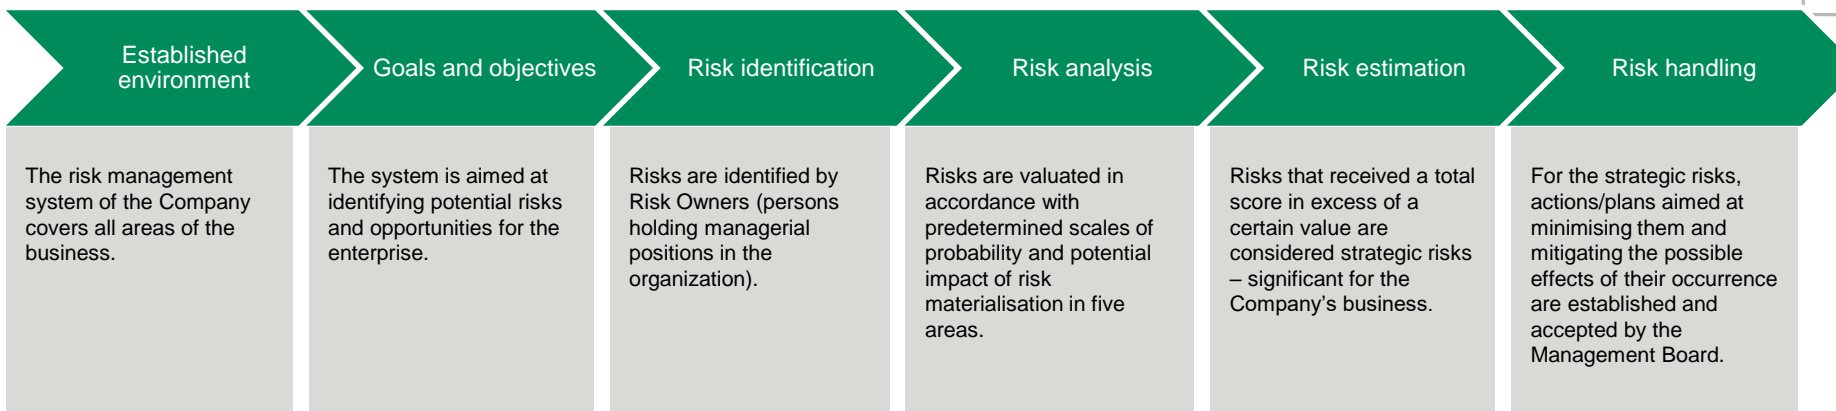 Established
environment
Goals and objectives
Risk identification
Risk analysis
Risk estimation
Risk handling
The risk management
system of the Company
covers all areas of the
business.
The system is aimed at
identifying potential risks
and opportunities for the
enterprise.
Risks are identified by
Risk Owners (persons
holding managerial
positions in the
organization).
Risks are valuated in
accordance with
predetermined scales of
probability and potential
impact of risk
materialisation in five
areas.
Risks that received a total
score in excess of a
certain value are
considered strategic risks
– significant for the
Company’s business.
For the strategic risks,
actions/plans aimed at
minimising them and
mitigating the possible
effects of their occurrence
are established and
accepted by the
Management Board.